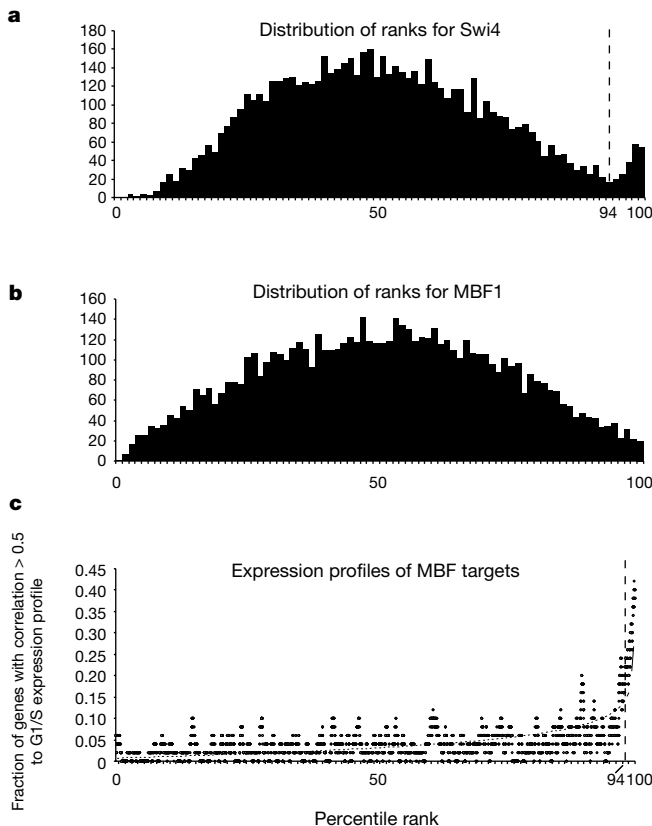 a
Distribution of ranks for Swi4
180
160
140
120
100
80
60
40
20
0
0 50 94 100
b
Distribution of ranks for MBF1
160
140
120
100
80
60
40
20
0
0 50 100
c
Fraction of genes with correlation > 0.5
to G1/S expression profile
Expression profiles of MBF targets
0.45
0.40
0.35
0.30
0.25
0.20
0.15
0.10
0.05
0
0 50 94 100
Percentile rank